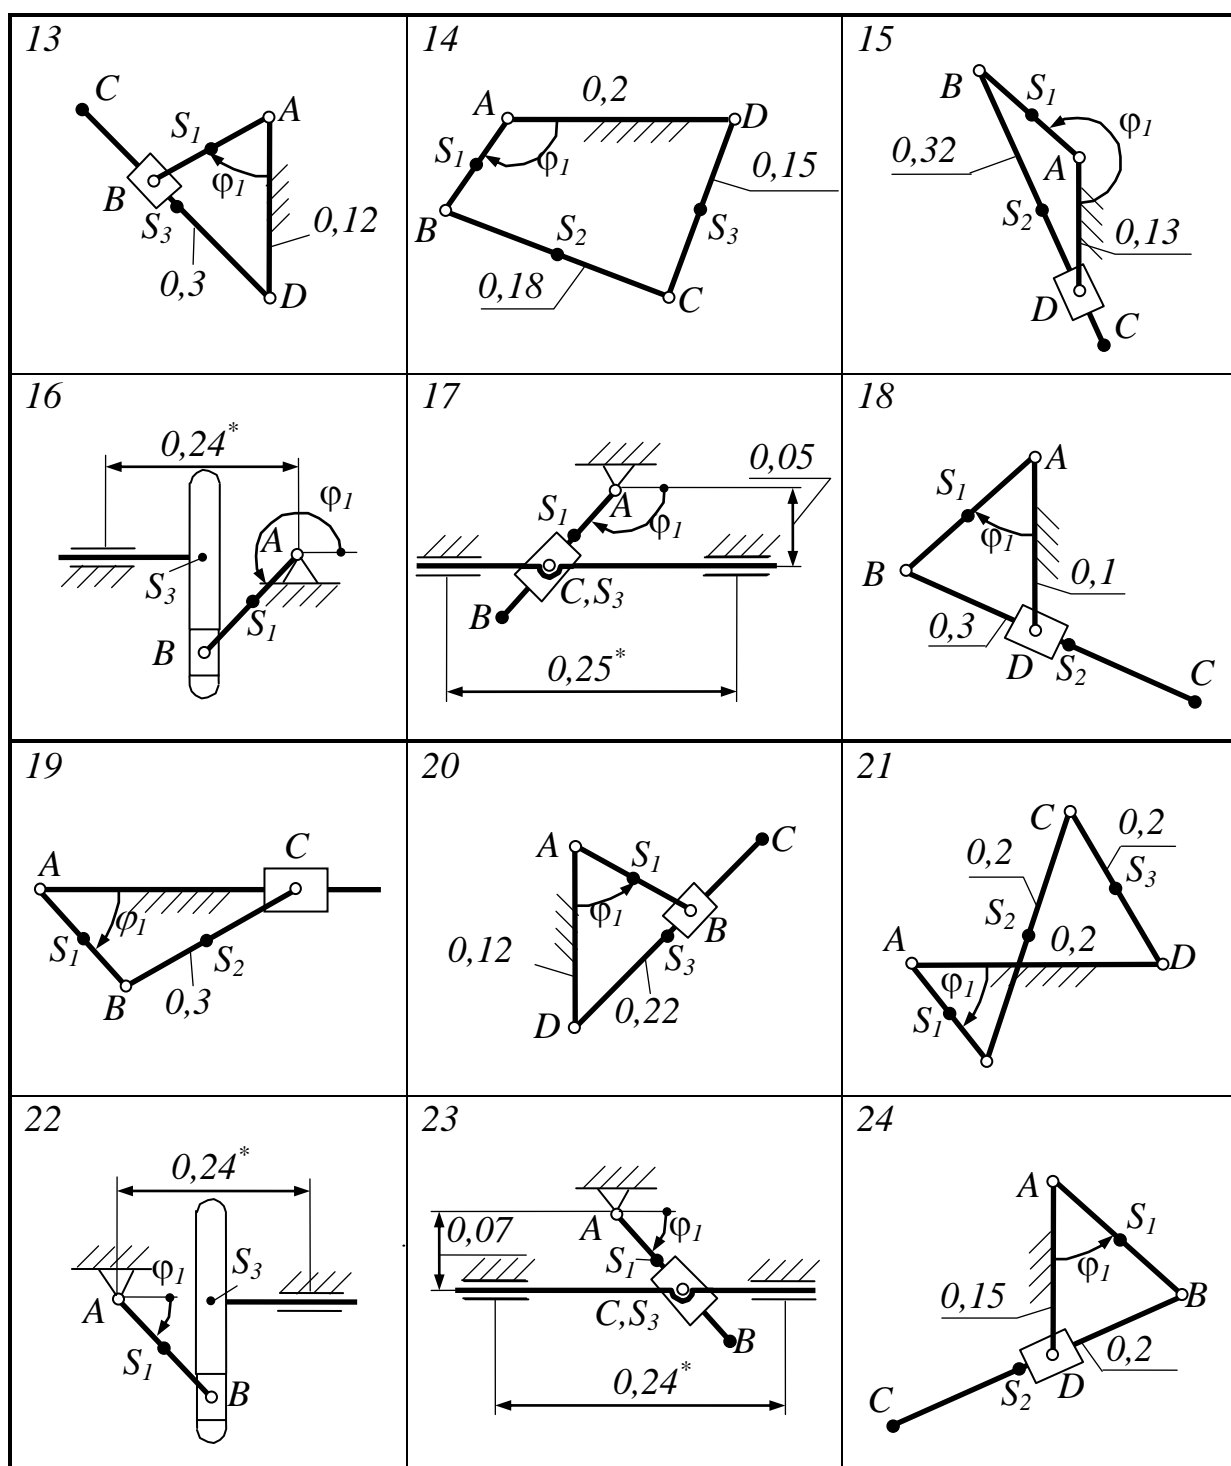 13
C
A
S1
φ1
B
S3
0,12
0,3
D
14
0,2
A
D
S1
φ1
0,15
B
S2
S3
0,18
C
15
B
S1
φ1
0,32
A
S2
0,13
D
C
16
0,24*
φ1
A
S3
S1
B
17
0,05
A
S1
φ1
C,S3
B
0,25*
18
A
S1
φ1
B
0,1
0,3
D
S2
C
19
C
A
φ1
S1
S2
B
0,3
20
A
C
S1
φ1
B
0,12
S3
D
0,22
21
C
0,2
0,2
S3
S2
A
0,2
D
φ1
S1
22
0,24*
φ1
S3
A
S1
B
23
0,07
A
φ1
S1
C,S3
B
0,24*
24
A
S1
φ1
0,15
B
0,2
S2
D
C